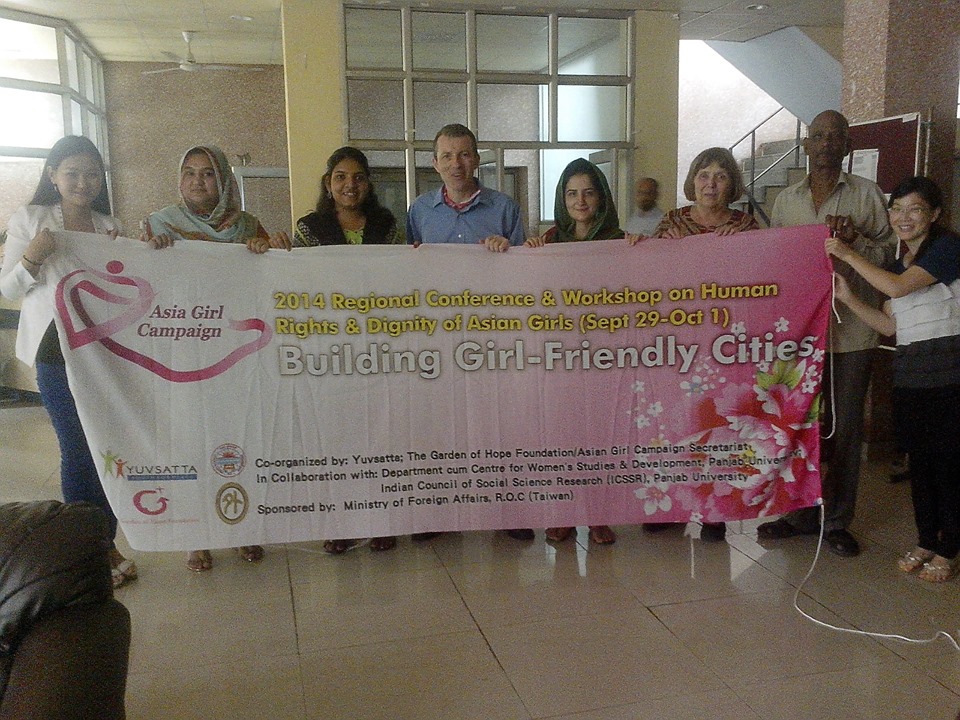 Asia Girl
Campaign
2014 Regional Conference & Workshop on Human
Rights & Dignity of Asian Girls (Sept 29-Oct 1)
Building Girl-Friendly Cities
YUVSATTA
Co-organized by: Yuvsatta; The Garden of Hope Foundation/Asian Girl Campaign Secretariat
In Collaboration with: Department cum Centre for Women's Studies & Development, Panjab University
Indian Council of Social Science Research (ICSSR), Panjab University
Sponsored by: Ministry of Foreign Affairs, R.O.C (Taiwan)